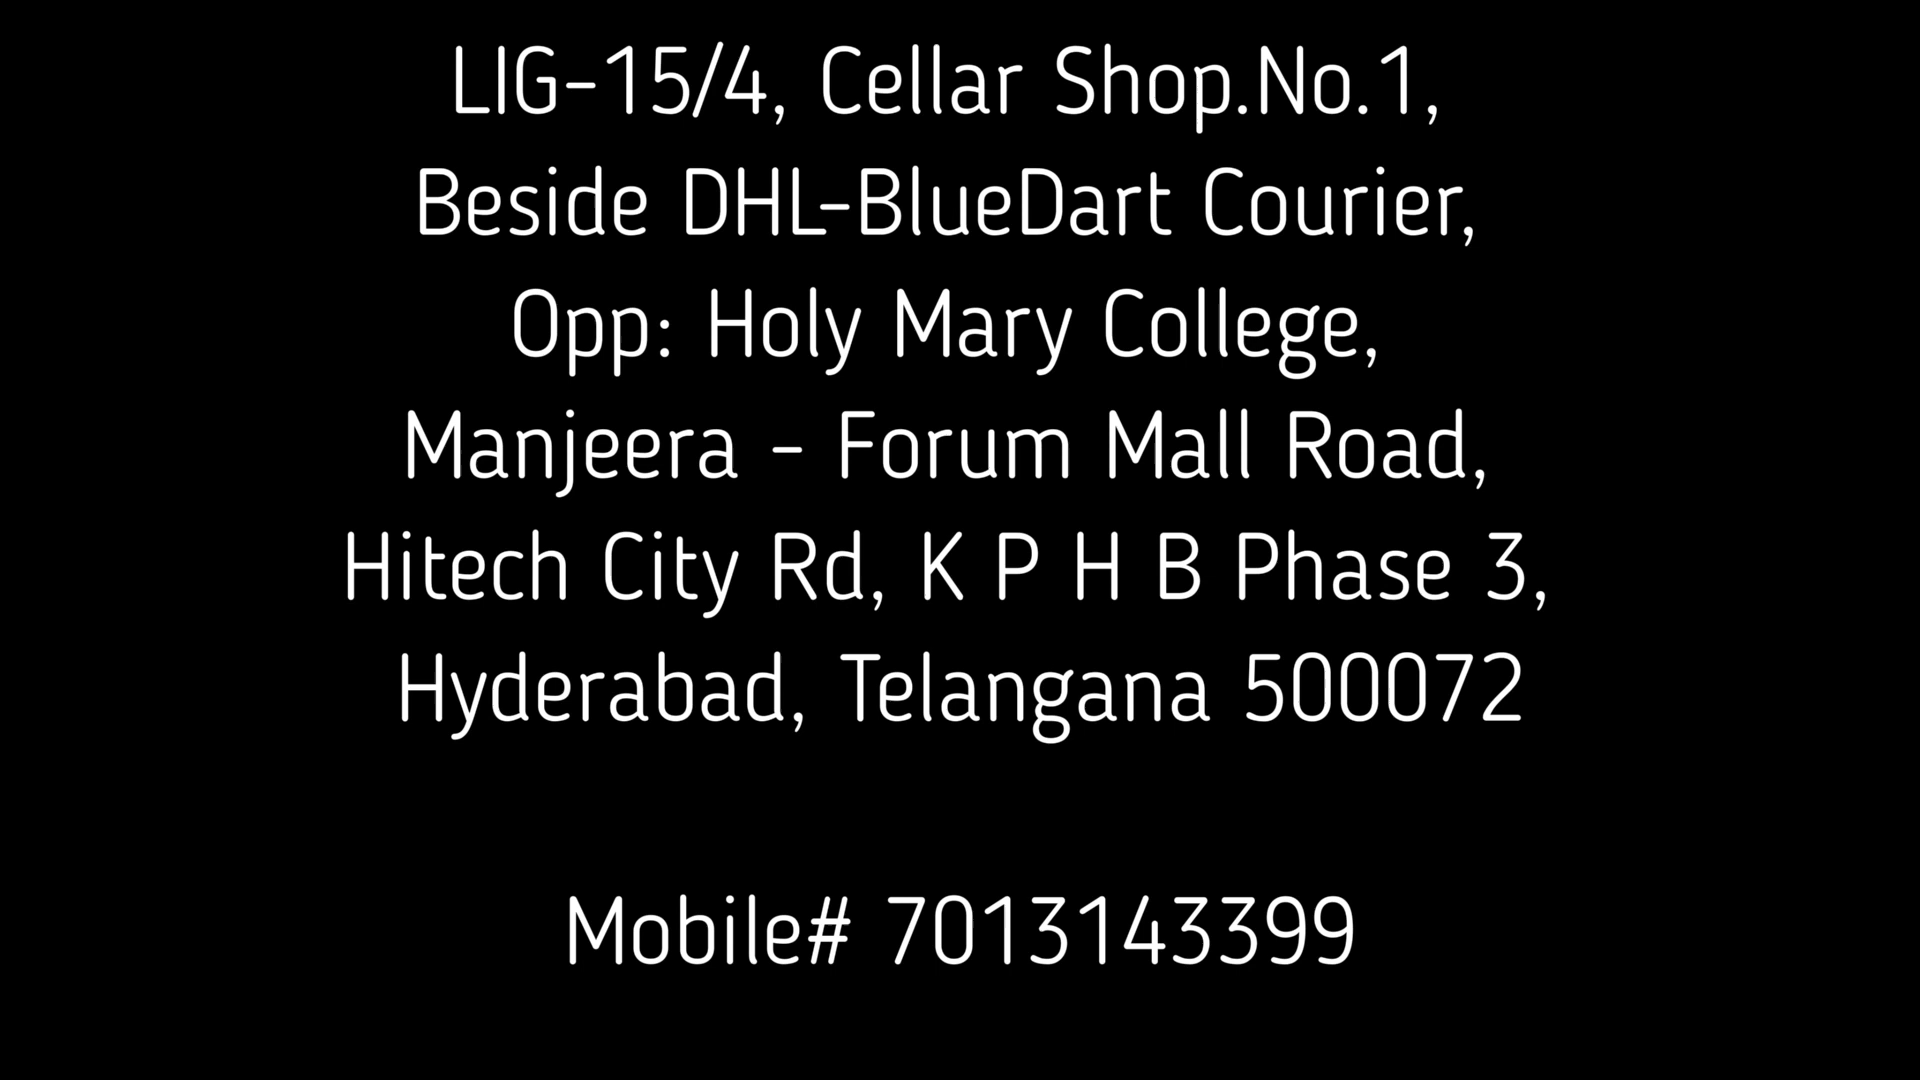 LIG-15/4, Cellar Shop.No.1,
Beside DHL-BlueDart Courier,
Opp: Holy Mary College,
Manjeera - Forum Mall Road,
Hitech City Rd, K P H B Phase 3,
Hyderabad, Telangana 500072
Mobile# 7013143399